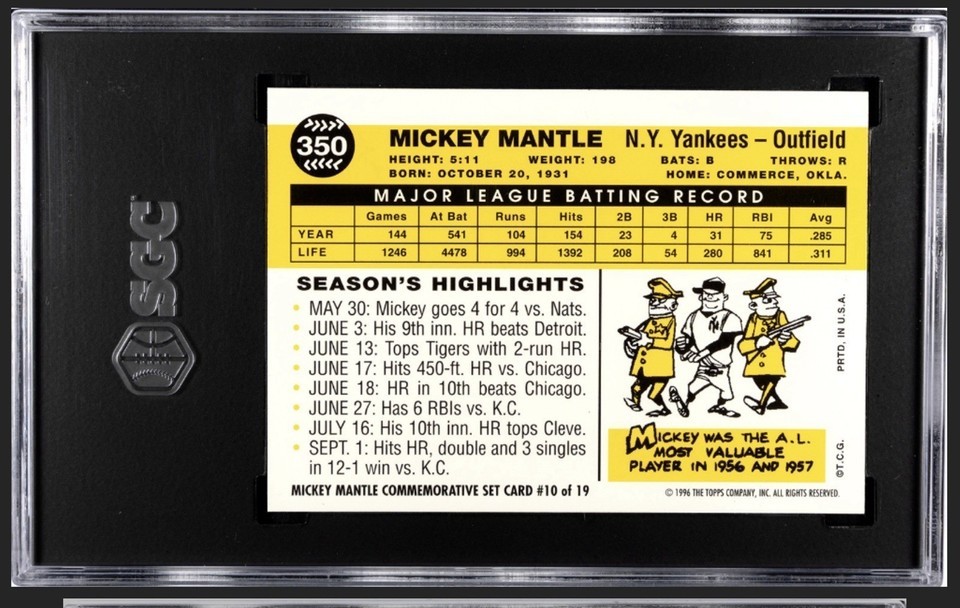 350
MICKEY MANTLE N.Y. Yankees – Outfield
HEIGHT: 5:11 WEIGHT: 198 BATS: B THROWS: R
BORN: OCTOBER 20, 1931 HOME: COMMERCE, OKLA.
MAJOR LEAGUE BATTING RECORD
Games At Bat Runs Hits 2B 3B HR RBI Avg
YEAR 144 541 104 154 23 4 31 75 .285
LIFE 1246 4478 994 1392 208 54 280 841 .311
SEASON'S HIGHLIGHTS
• MAY 30: Mickey goes 4 for 4 vs. Nats.
• JUNE 3: His 9th inn. HR beats Detroit.
• JUNE 13: Tops Tigers with 2-run HR.
• JUNE 17: Hits 450-ft. HR vs. Chicago.
• JUNE 18: HR in 10th beats Chicago.
• JUNE 27: Has 6 RBIs vs. K.C.
• JULY 16: His 10th inn. HR tops Cleve.
• SEPT. 1: Hits HR, double and 3 singles
in 12-1 win vs. K.C.
MICKEY MANTLE COMMEMORATIVE SET CARD #10 of 19
NY
MICKEY WAS THE A.L.
MOST VALUABLE
PLAYER IN 1956 AND 1957
© 1996 THE TOPPS COMPANY, INC. ALL RIGHTS RESERVED.
PRTD. IN U.S.A.
©T.C.G.
SGC